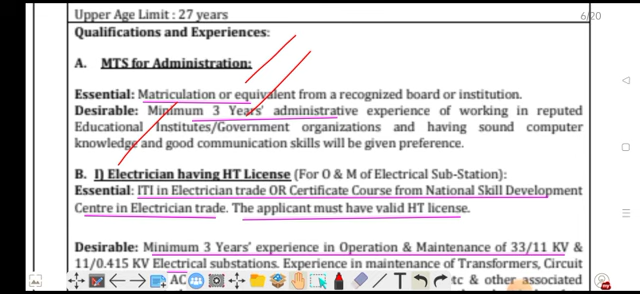 Upper Age Limit : 27 years
6/20
Qualifications and Experiences:
A. MTS for Administration:
Essential: Matriculation or equivalent from a recognized board or institution.
Desirable: Minimum 3 Years' administrative experience of working in reputed
Educational Institutes/Government organizations and having sound computer
knowledge and good communication skills will be given preference.
B. I) Electrician having HT License (For O & M of Electrical Sub-Station):
Essential: ITI in Electrician trade OR Certificate Course from National Skill Development
Centre in Electrician trade. The applicant must have valid HT license.
Desirable: Minimum 3 Years' experience in Operation & Maintenance of 33/11 KV &
11/0.415 KV Electrical substations. Experience in maintenance of Transformers, Circuit
AC
T
tc & other associated